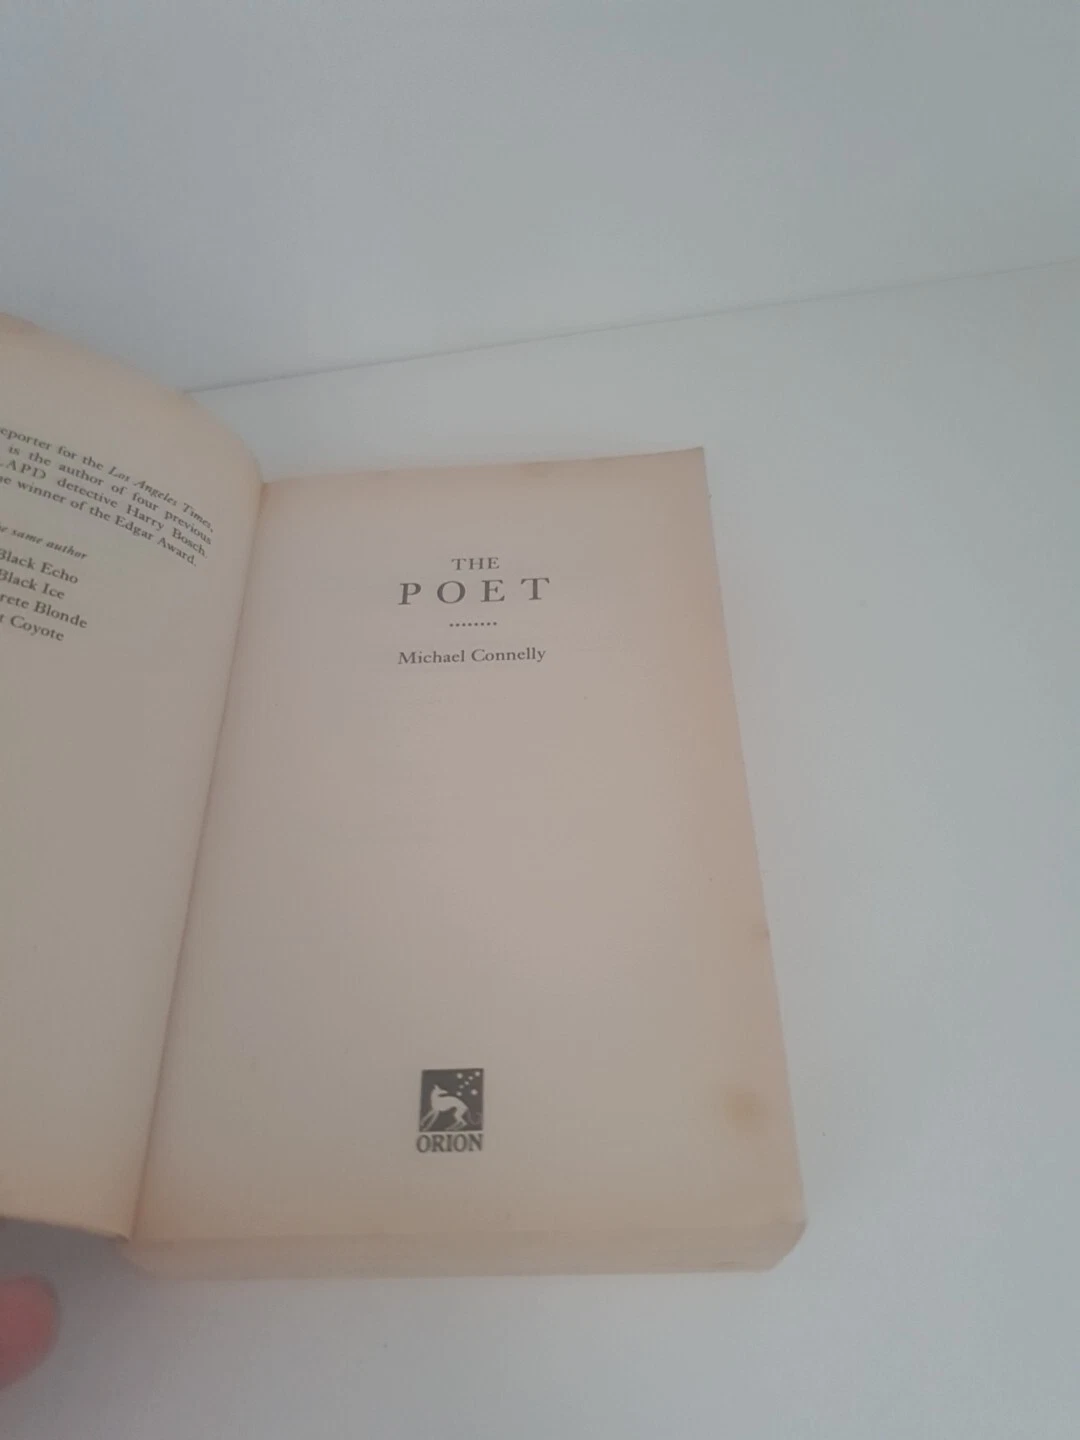 eporter for the Los Angeles Times,
is the author of four previous
LAPD detective Harry Bosch.
e winner of the Edgar Award.
e same author
Black Echo
Black Ice
rete Blonde
t Coyote
THE
POET
Michael Connelly
ORION